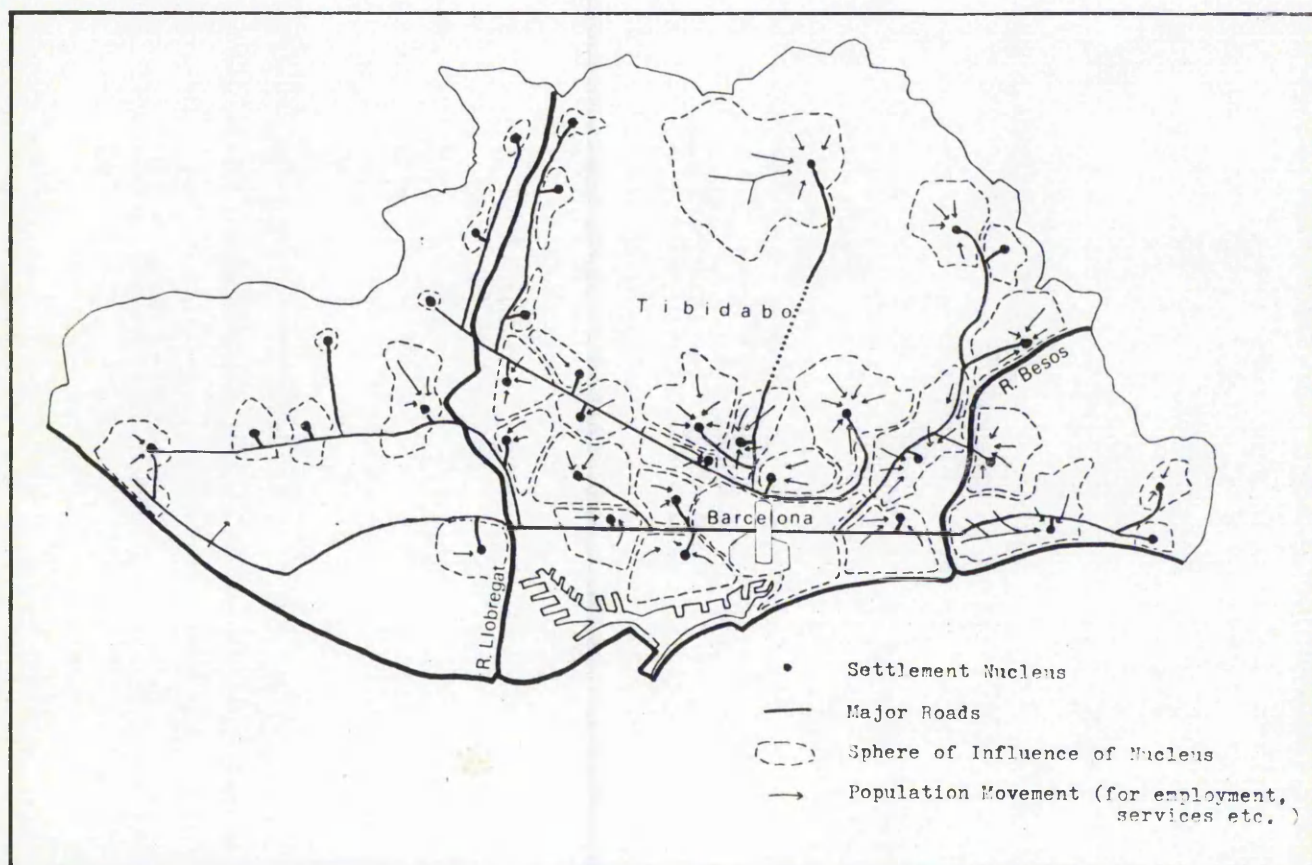 Tibidabo
R. Besos
Barcelona
R. Llobregat
Settlement Nucleus
Major Roads
Sphere of Influence of Nucleus
Population Movement (for employment,
services etc. )